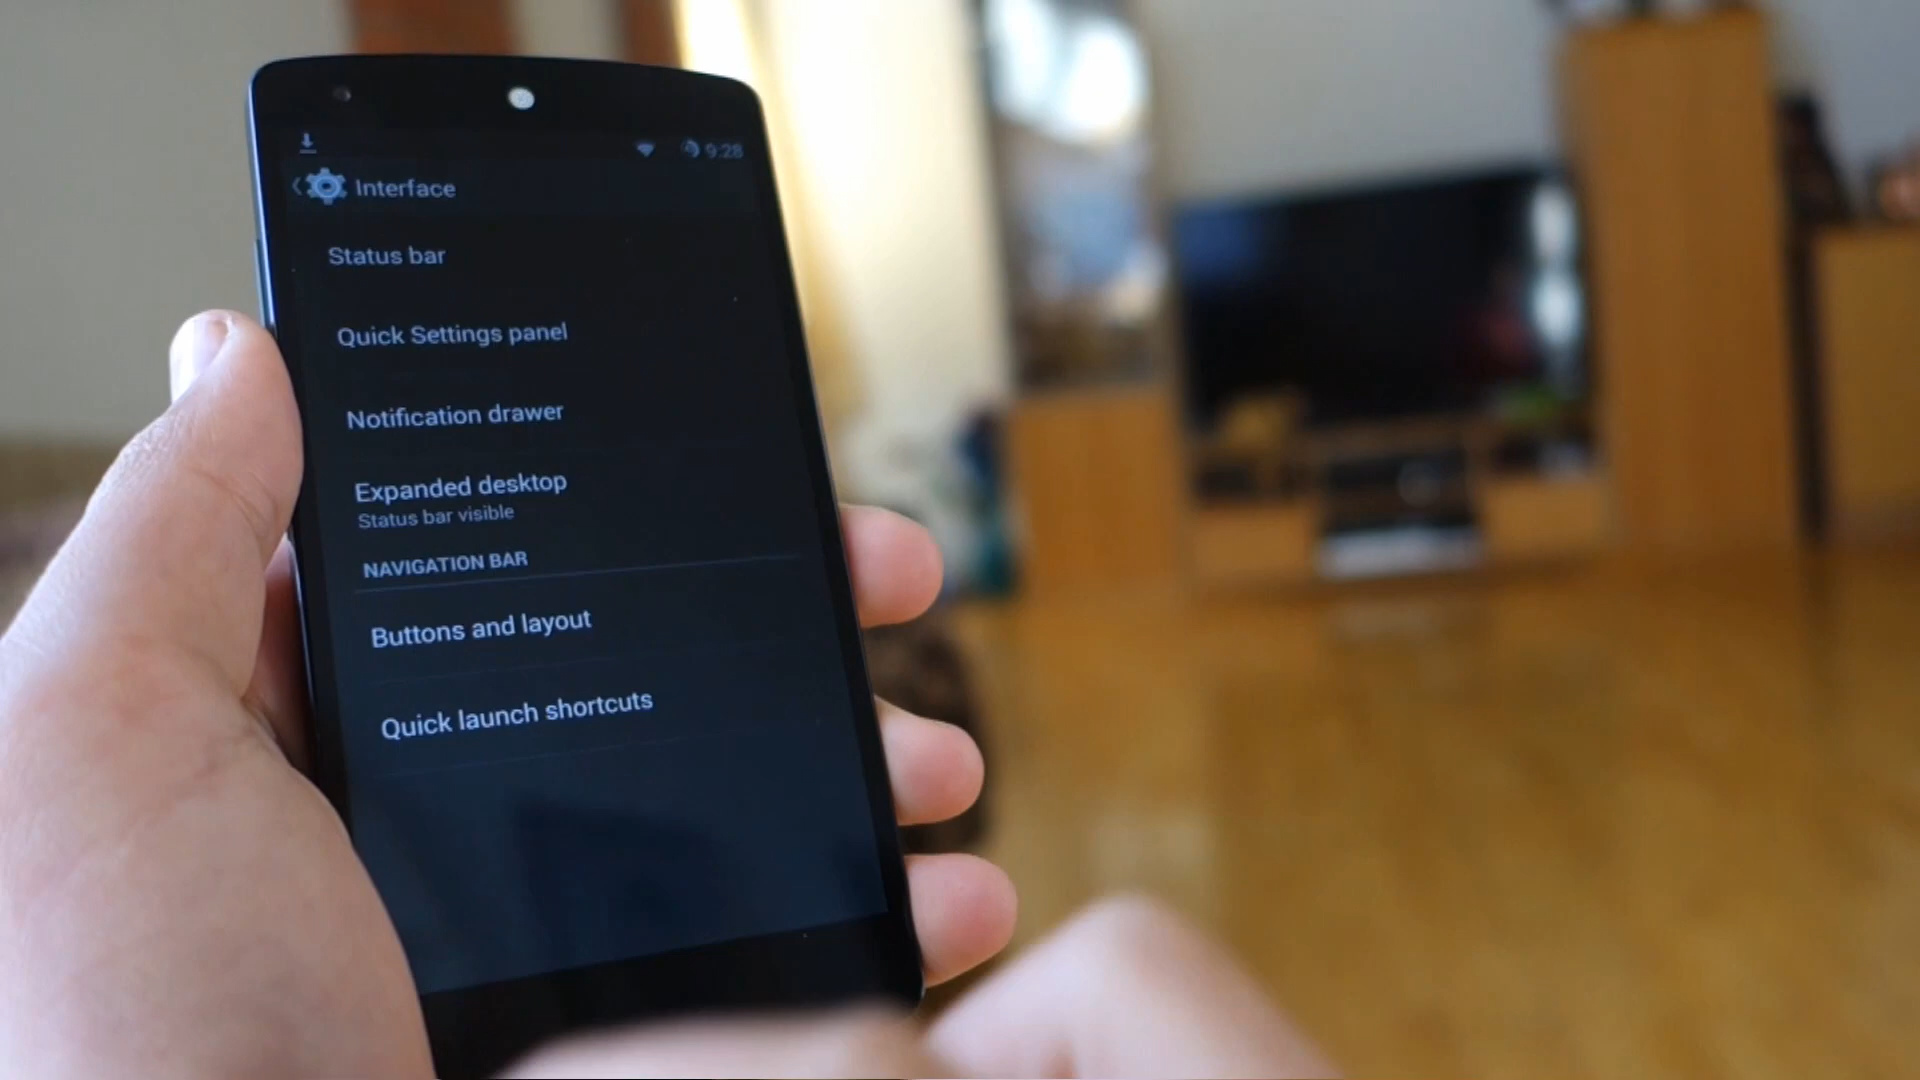 9:28
Interface
Status bar
Quick Settings panel
Notification drawer
Expanded desktop
Status bar visible
NAVIGATION BAR
Buttons and layout
Quick launch shortcuts